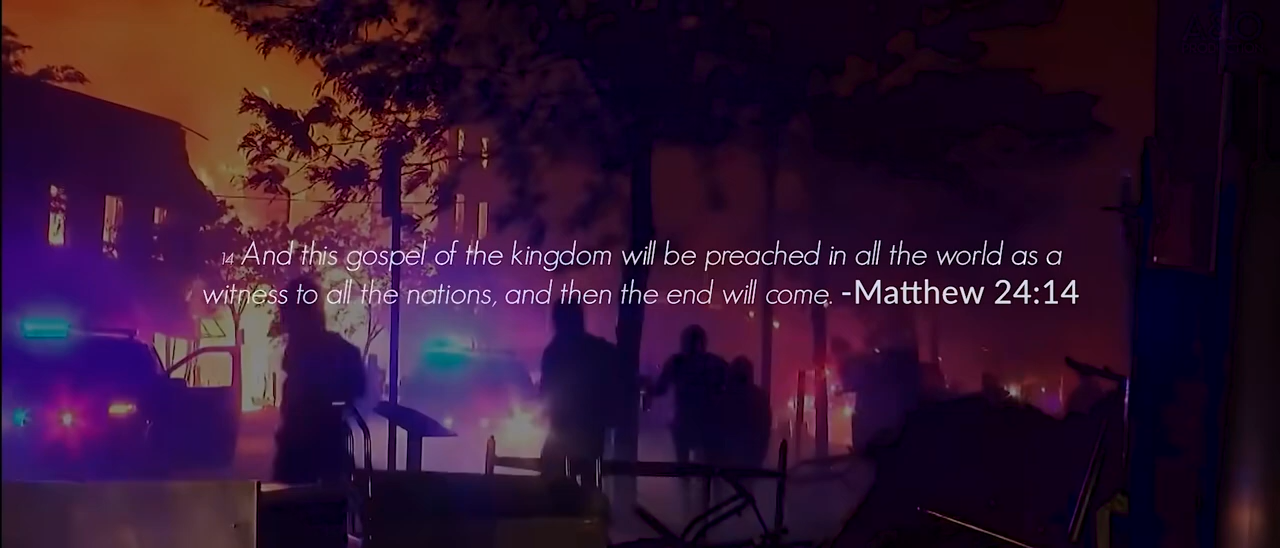 14 And this gospel of the kingdom will be preached in all the world as a
witness to all the nations, and then the end will come. -Matthew 24:14